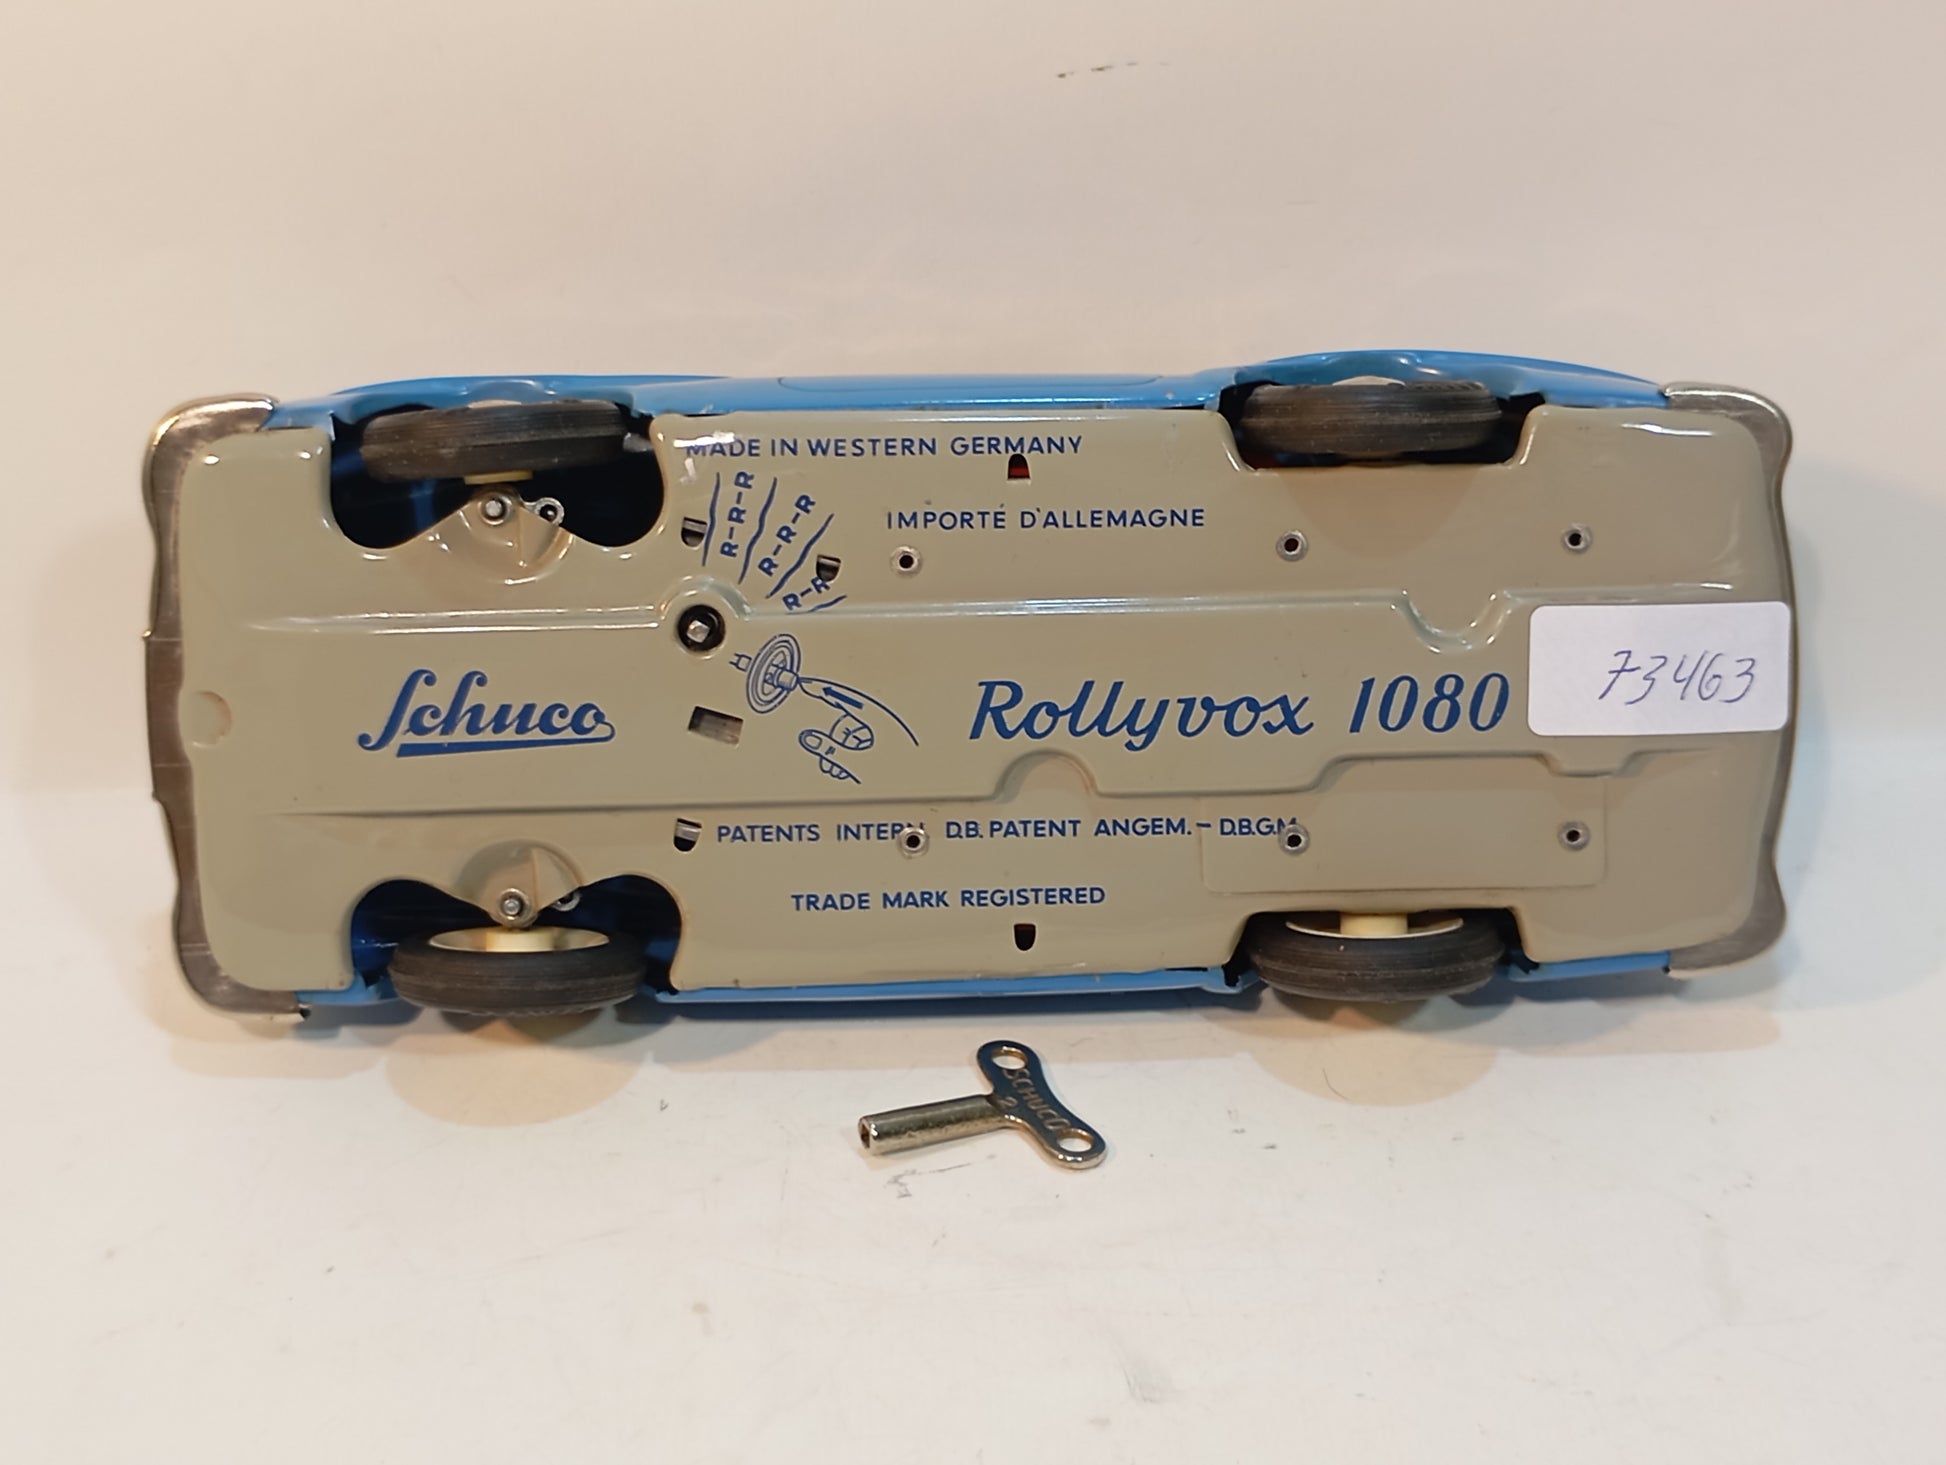 MADE IN WESTERN GERMANY
R-R-R
R-R-R
R-R
IMPORTÉ D'ALLEMAGNE
Schuco
Rollyvox 1080
73463
PATENTS INTERN. D.B. PATENT ANGEM. - D.B.G.M.
TRADE MARK REGISTERED
SCHUCO
2